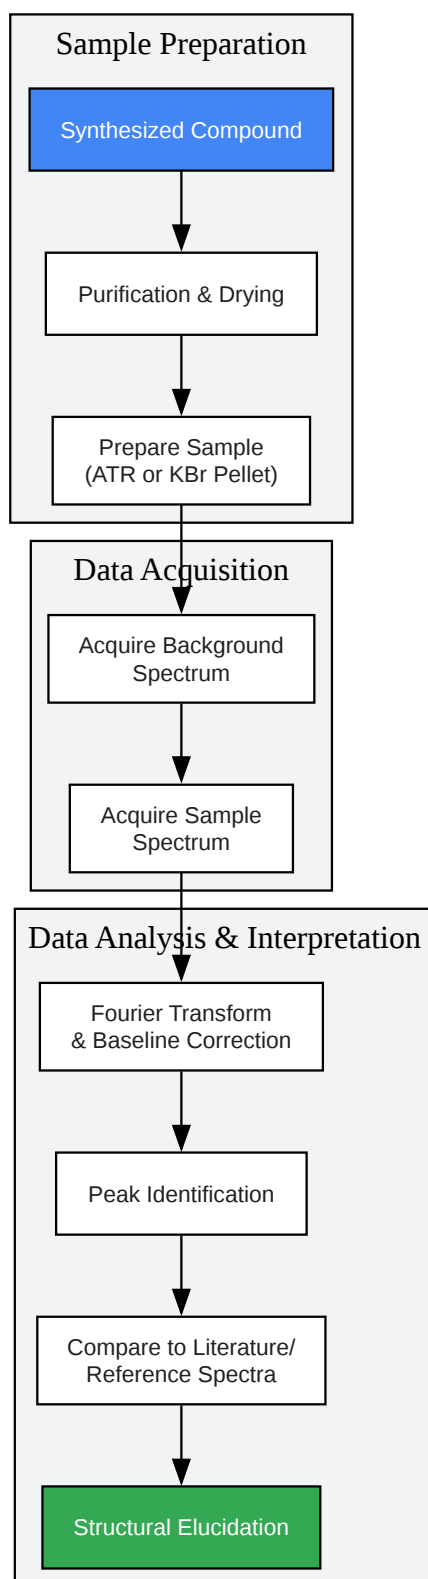 Sample Preparation
Synthesized Compound
Purification & Drying
Prepare Sample
(ATR or KBr Pellet)
Data Acquisition
Acquire Background
Spectrum
Acquire Sample
Spectrum
Data Analysis & Interpretation
Fourier Transform
& Baseline Correction
Peak Identification
Compare to Literature/
Reference Spectra
Structural Elucidation